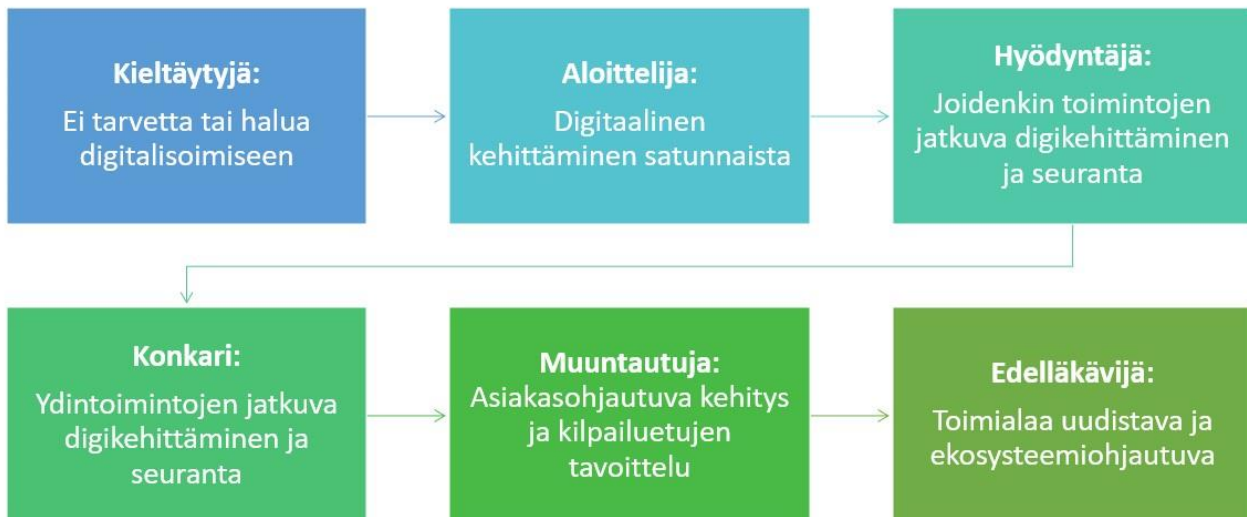 Kieltäytyjä:
Ei tarvetta tai halua
digitalisoimiseen
Aloittelija:
Digitaalinen
kehittäminen satunnaista
Hyödyntäjä:
Joidenkin toimintojen
jatkuva digikehittäminen
ja seuranta
Konkari:
Ydintoimintojen jatkuva
digikehittäminen ja
seuranta
Muuntautuja:
Asiakasohjautuva kehitys
ja kilpailuetujen
tavoittelu
Edelläkävijä:
Toimialaa uudistava ja
ekosysteemiohjautuva